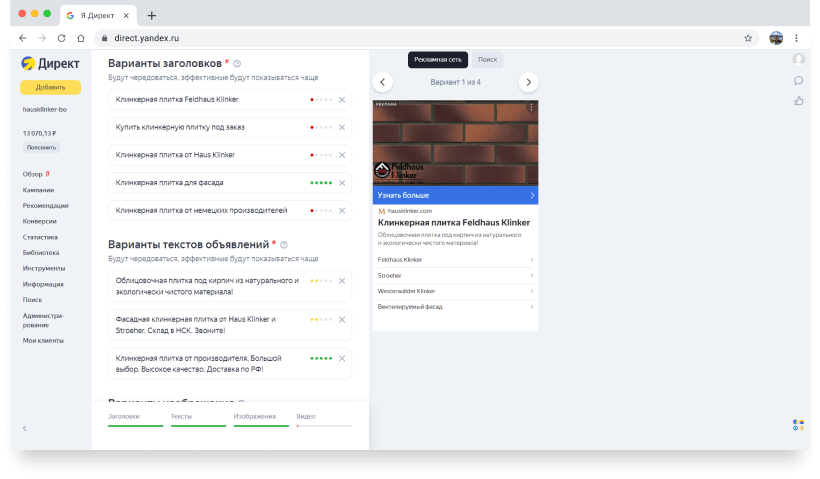 Я.Директ
direct.yandex.ru
Директ
Добавить
hausklinker-bo
13 070,13 ₽
Пополнить
Обзор β
Кампании
Рекомендации
Конверсии
Статистика
Библиотека
Инструменты
Информация
Поиск
Администри-
рование
Мои клиенты
Варианты заголовков *
Будут чередоваться, эффективные будут показываться
чаще
Клинкерная плитка Feldhaus Klinker
Купить клинкерную плитку под заказ
Клинкерная плитка от Haus Klinker
Клинкерная плитка для фасада
Клинкерная плитка от немецких производителей
Варианты текстов объявлений *
Будут чередоваться, эффективные будут показываться чаще
Облицовочная плитка под кирпич из натурального и
экологически чистого материала!
Фасадная клинкерная плитка от Haus Klinker и
Stroeher. Склад в НСК. Звоните!
Клинкерная плитка от производителя. Большой
выбор. Высокое качество. Доставка по РФ!
Варианты изображения
Заголовки
Тексты
Изображения
Видео
Рекламная сеть
Поиск
Вариант 1 из 4
РЕКЛАМА
Feldhaus
Klinker
Узнать больше
hausklinker.com
Клинкерная плитка Feldhaus Klinker
Облицовочная плитка под кирпич из натурального
и экологически чистого материала!
Feldhaus Klinker
Stroeher
Westerwälder Klinker
Вентилируемый фасад